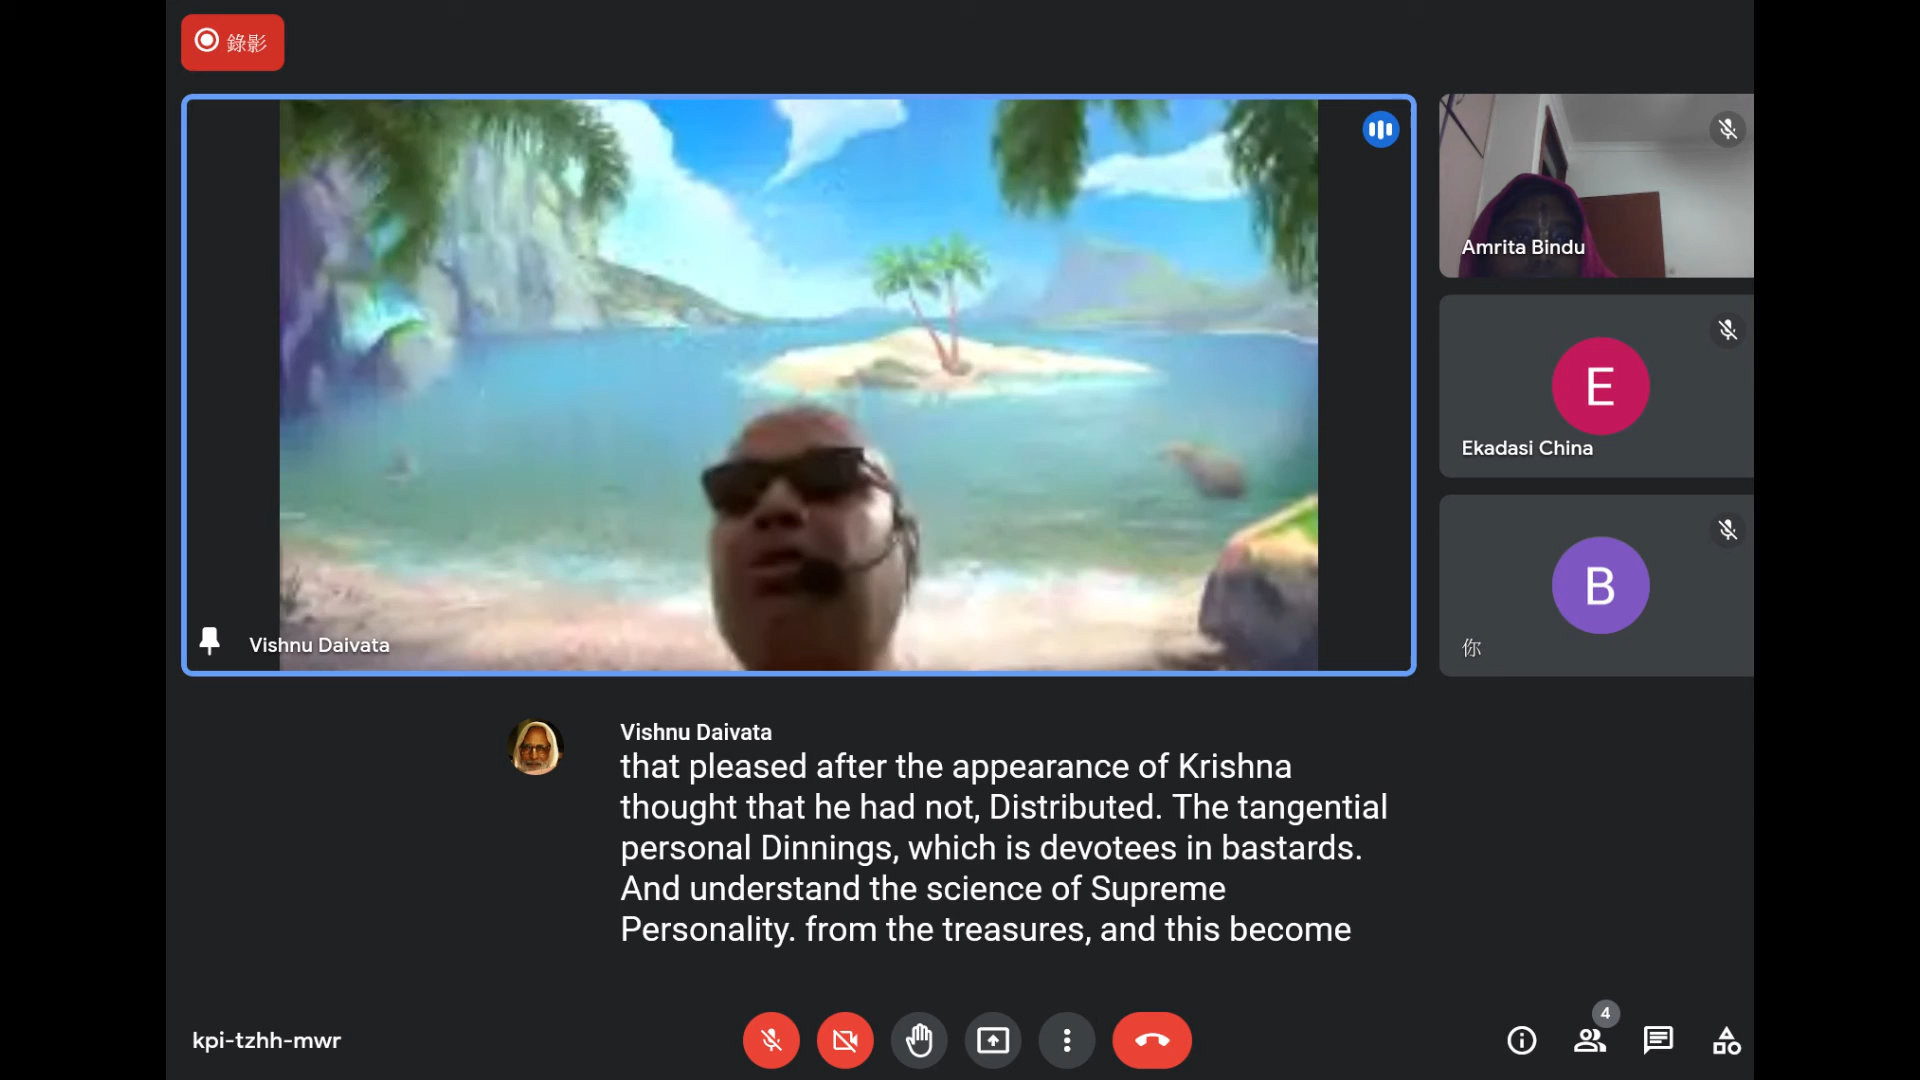 錄影
Vishnu Daivata
Amrita Bindu
E
Ekadasi China
B
你
Vishnu Daivata
that pleased after the appearance of Krishna
thought that he had not, Distributed. The tangential
personal Dinnings, which is devotees in bastards.
And understand the science of Supreme
Personality. from the treasures, and this become
kpi-tzhh-mwr
4